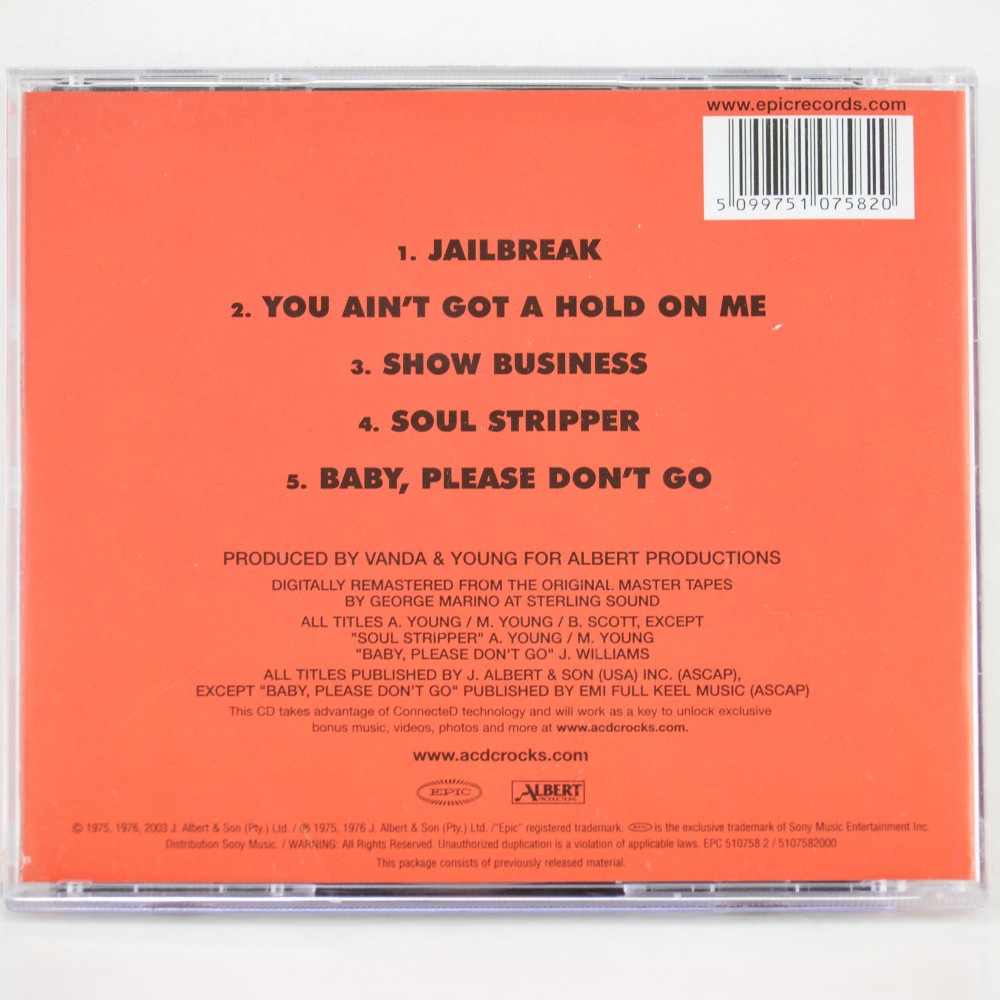 www.epicrecords.com
5 099751 075820
1. JAILBREAK
2. YOU AIN'T GOT A HOLD ON ME
3. SHOW BUSINESS
4. SOUL STRIPPER
5. BABY, PLEASE DON'T GO
PRODUCED BY VANDA & YOUNG FOR ALBERT PRODUCTIONS
DIGITALLY REMASTERED FROM THE ORIGINAL MASTER TAPES
BY GEORGE MARINO AT STERLING SOUND
ALL TITLES A. YOUNG / M. YOUNG / B. SCOTT, EXCEPT
"SOUL STRIPPER" A. YOUNG / M. YOUNG
"BABY, PLEASE DON'T GO" J. WILLIAMS
ALL TITLES PUBLISHED BY J. ALBERT & SON (USA) INC. (ASCAP),
EXCEPT "BABY, PLEASE DON'T GO" PUBLISHED BY EMI FULL KEEL MUSIC (ASCAP)
This CD takes advantage of ConnecteD technology and will work as a key to unlock exclusive
bonus music, videos, photos and more at www.acdcrocks.com.
www.acdcrocks.com
EPIC ALBERT
PRODUCTIONS
© 1975, 1976, 2003 J. Albert & Son (Pty.) Ltd. / ℗ 1975, 1976 J. Albert & Son (Pty.) Ltd. /"Epic" registered trademark. EPIC is the exclusive trademark of Sony Music Entertainment Inc.
Distribution Sony Music. / WARNING: All Rights Reserved. Unauthorized duplication is a violation of applicable laws. EPC 510758 2 / 5107582000
This package consists of previously released material.